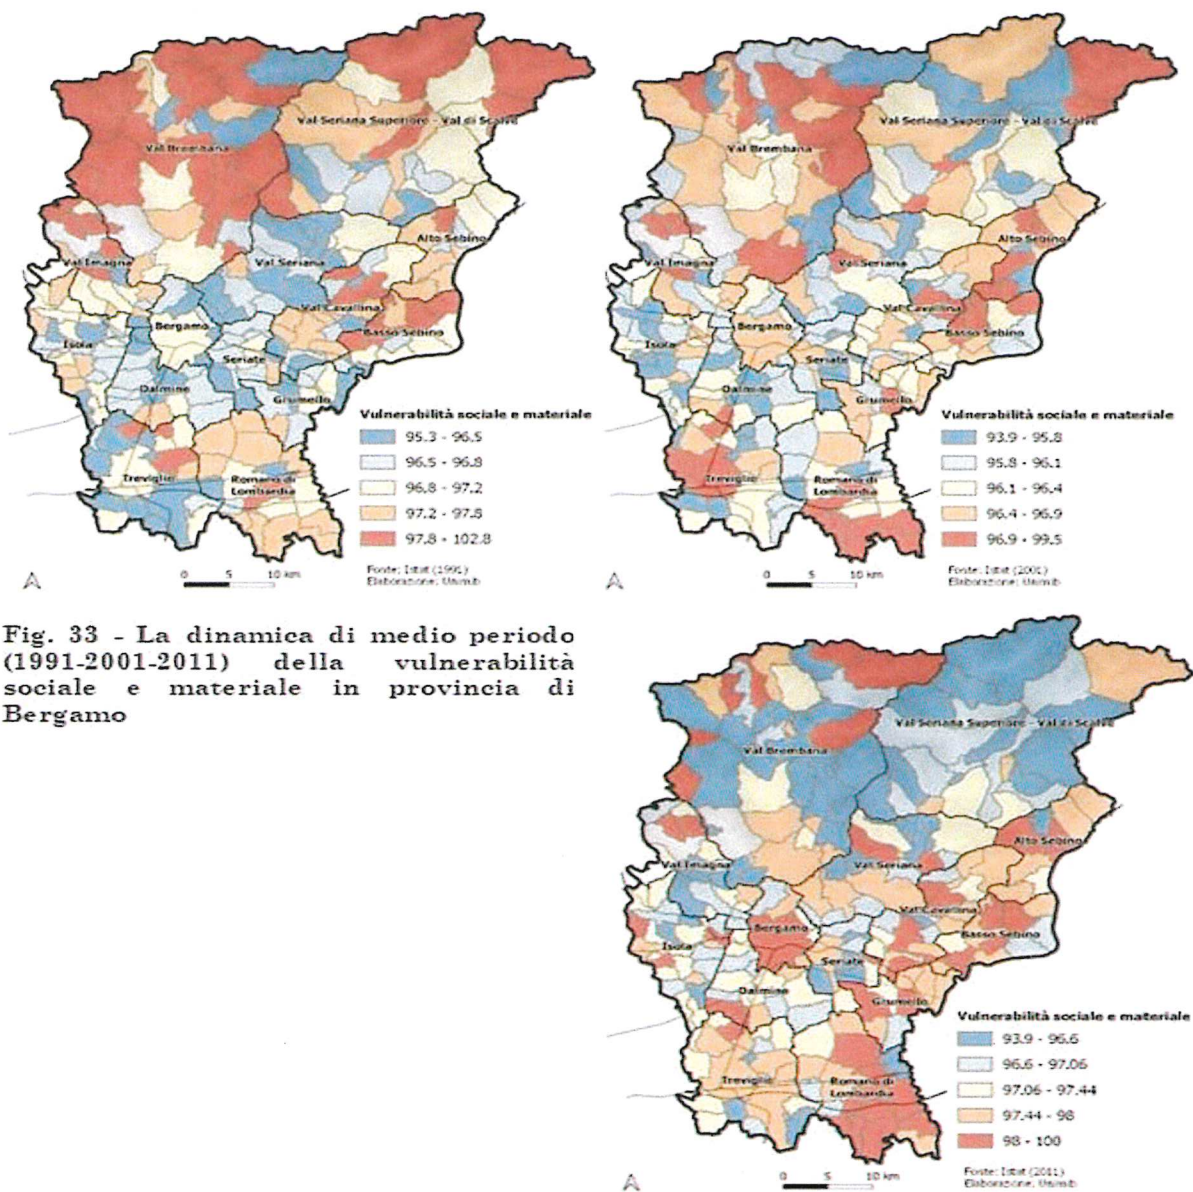 Val Seriana Superiore - Val di Scalve
Val Brembana
Alto Sebino
Val Imagna
Val Seriana
Val Cavallina
Bergamo
Basso Sebino
Isola
Seriate
Dalmine
Grumello
Treviglio
Romano di
Lombardia
Vulnerabilità sociale e materiale
95.3 - 96.5
96.5 - 96.8
96.8 - 97.2
97.2 - 97.8
97.8 - 102.8
0 5 10 km
Fonte: Istat (1991)
Elaborazione: Unimib
Val Seriana Superiore - Val di Scalve
Val Brembana
Alto Sebino
Val Imagna
Val Seriana
Val Cavallina
Bergamo
Basso Sebino
Isola
Seriate
Dalmine
Grumello
Treviglio
Romano di
Lombardia
Vulnerabilità sociale e materiale
93.9 - 95.8
95.8 - 96.1
96.1 - 96.4
96.4 - 96.9
96.9 - 99.5
0 5 10 km
Fonte: Istat (2001)
Elaborazione: Unimib
Fig. 33 - La dinamica di medio periodo
(1991-2001-2011) della vulnerabilità
sociale e materiale in provincia di
Bergamo
Val Seriana Superiore - Val di Scalve
Val Brembana
Alto Sebino
Val Imagna
Val Seriana
Val Cavallina
Bergamo
Basso Sebino
Isola
Seriate
Dalmine
Grumello
Treviglio
Romano di
Lombardia
Vulnerabilità sociale e materiale
93.9 - 96.6
96.6 - 97.06
97.06 - 97.44
97.44 - 98
98 - 100
0 5 10 km
Fonte: Istat (2011)
Elaborazione: Unimib